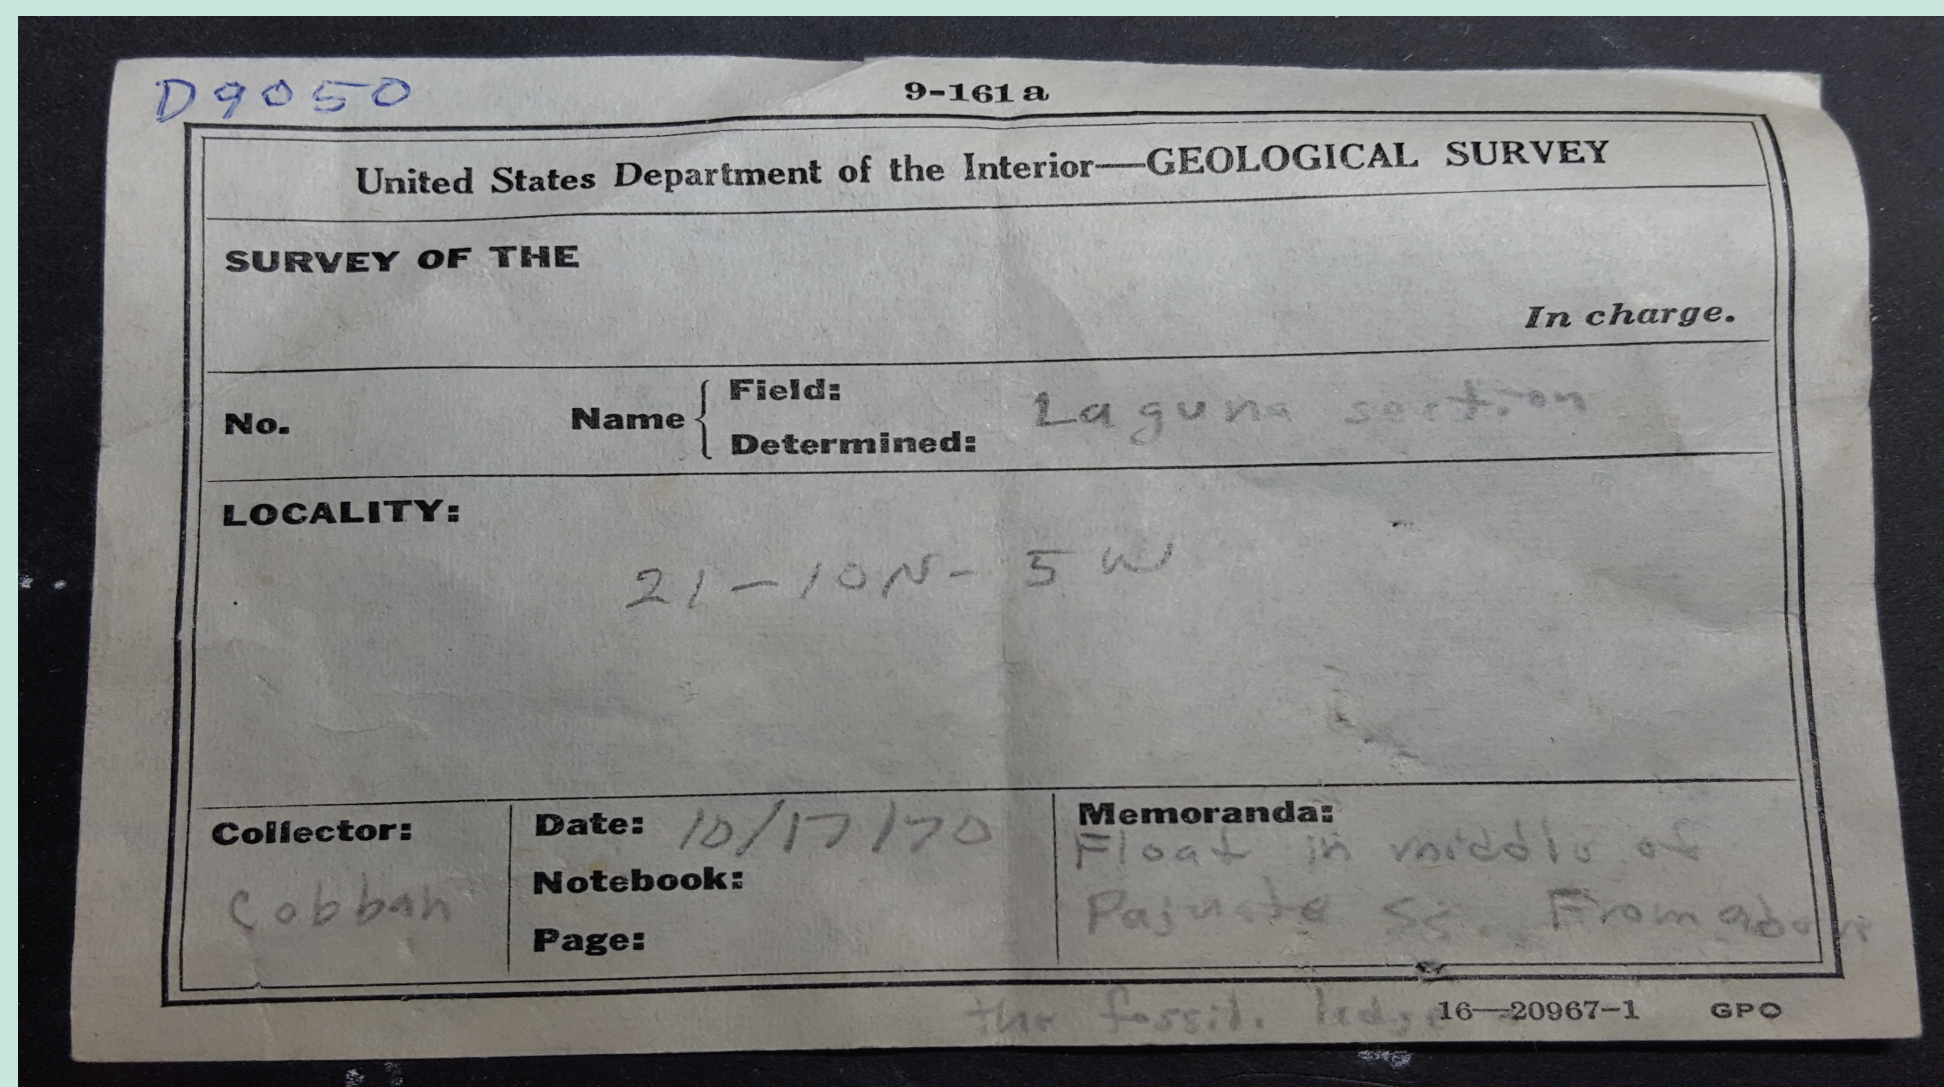 D9050
9-161 a
United States Department of the Interior—GEOLOGICAL SURVEY
SURVEY OF THE
In charge.
No. Name { Field:
Determined:
Laguna section
LOCALITY:
21-10N-5W
Collector:
Cobban
Date: 10/17/70
Notebook:
Page:
Memoranda:
Float in middle of
Pajuate Ss. From above
the fossil. ledge
16—20967-1 GPO